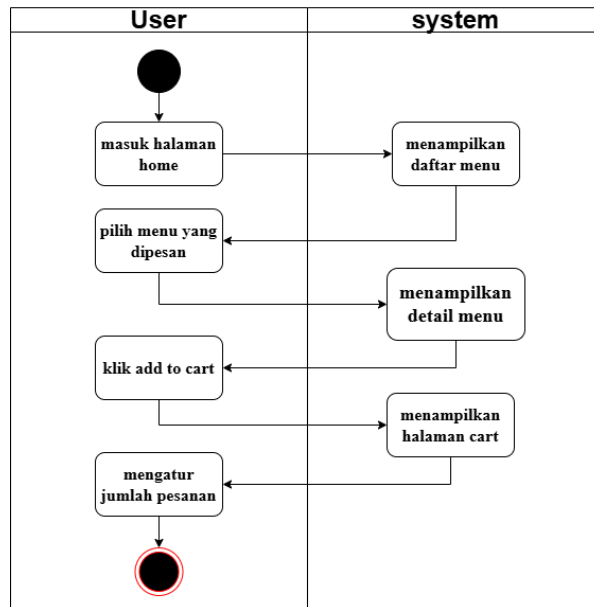 User
system
masuk halaman
home
menampilkan
daftar menu
pilih menu yang
dipesan
menampilkan
detail menu
klik add to cart
menampilkan
halaman cart
mengatur
jumlah pesanan